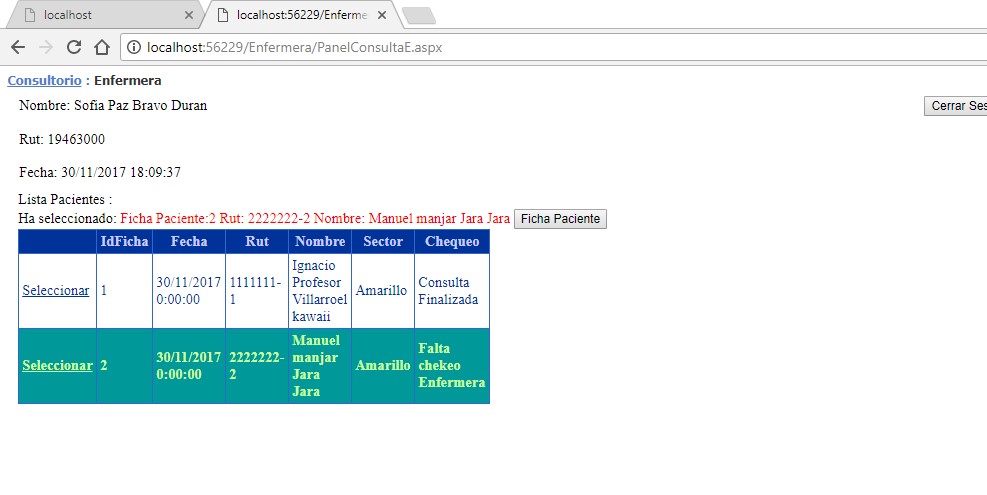 localhost
localhost:56229/Enferme
localhost:56229/Enfermera/PanelConsultaE.aspx
Consultorio : Enfermera
Nombre: Sofia Paz Bravo Duran
Cerrar Ses
Rut: 19463000
Fecha: 30/11/2017 18:09:37
Lista Pacientes :
Ha seleccionado: Ficha Paciente:2 Rut: 2222222-2 Nombre: Manuel manjar Jara Jara Ficha Paciente
IdFicha Fecha Rut Nombre Sector Chequeo
Seleccionar
1
30/11/2017
0:00:00
1111111-
1
Ignacio
Profesor
Villarroel
kawaii
Amarillo
Consulta
Finalizada
Seleccionar
2
30/11/2017
0:00:00
2222222-
2
Manuel
manjar
Jara
Jara
Amarillo
Falta
chekeo
Enfermera